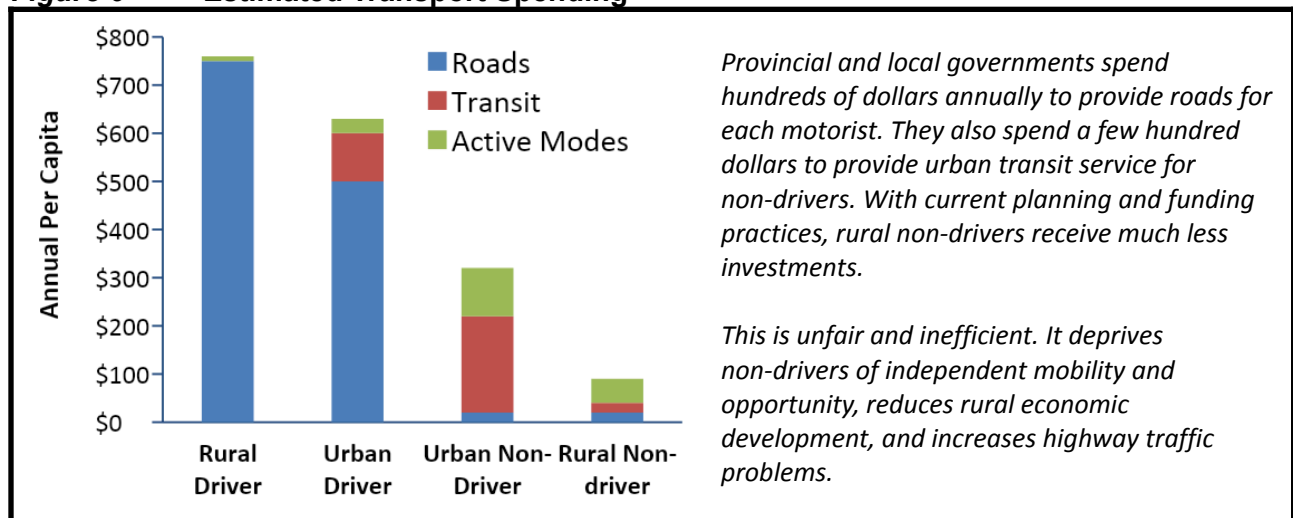 $800
$700
$600
$500
$400
$300
$200
$100
$0
Annual Per Capita
Roads
Transit
Active Modes
Rural
Driver
Urban
Driver
Urban Non-
Driver
Rural Non-
driver
Provincial and local governments spend
hundreds of dollars annually to provide roads for
each motorist. They also spend a few hundred
dollars to provide urban transit service for
non-drivers. With current planning and funding
practices, rural non-drivers receive much less
investments.
This is unfair and inefficient. It deprives
non-drivers of independent mobility and
opportunity, reduces rural economic
development, and increases highway traffic
problems.